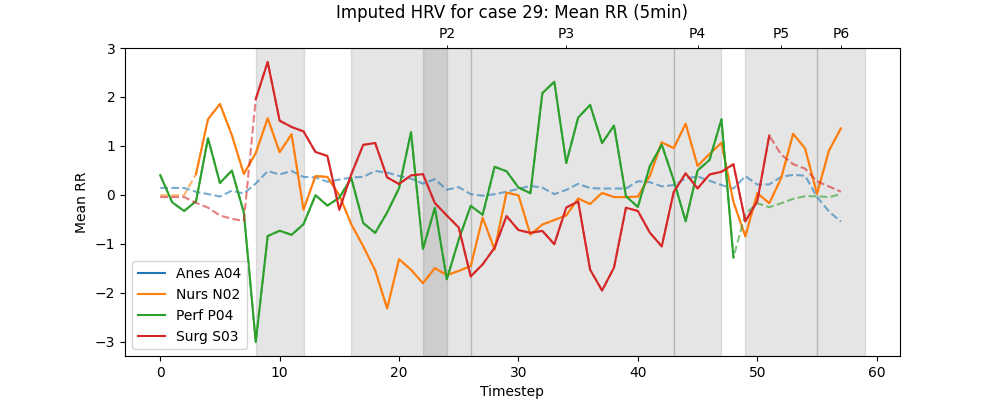 Imputed HRV for case 29: Mean RR (5min)
P2 P3 P4 P5 P6
3
2
1
0
−1
−2
−3
Mean RR
Anes A04
Nurs N02
Perf P04
Surg S03
0 10 20 30 40 50 60
Timestep